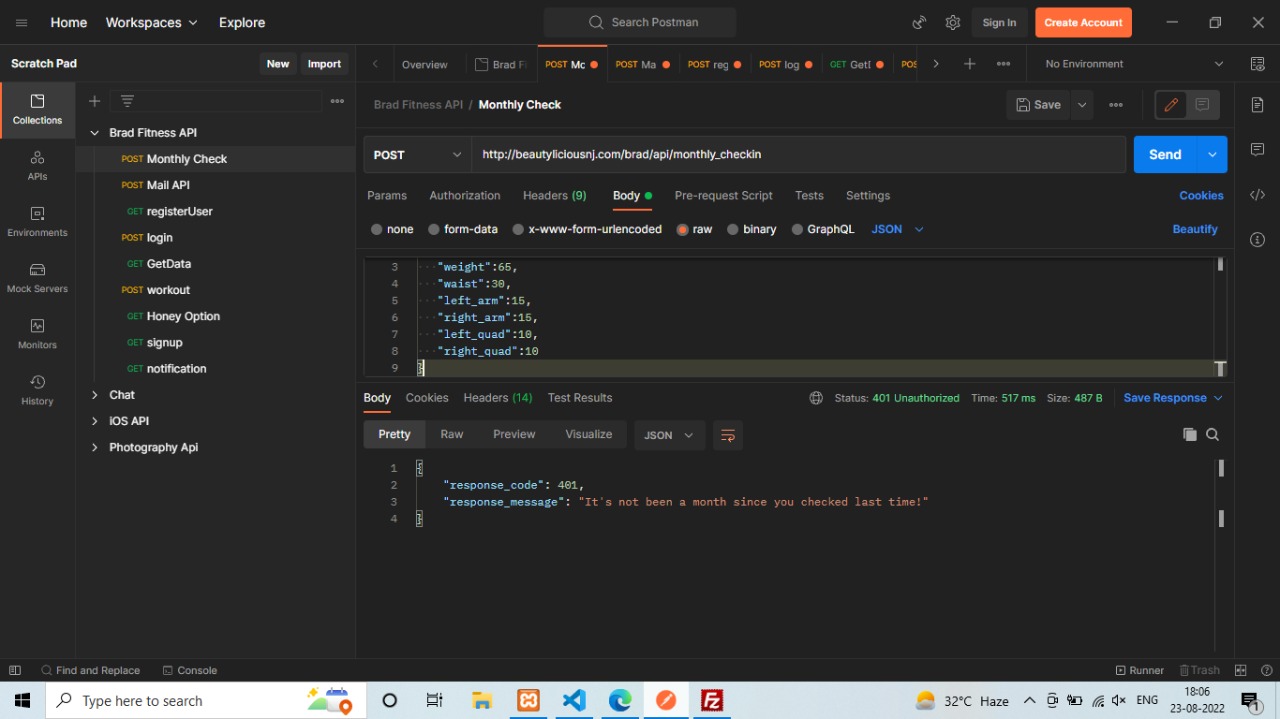 Home
Workspaces
Explore
Search Postman
Sign In
Create Account
Scratch Pad
New
Import
Overview
Brad Fi
POST Mo
POST Ma
POST reg
POST log
GET GetD
POS
No Environment
Collections
APIs
Environments
Mock Servers
Monitors
History
Brad Fitness API
POST Monthly Check
POST Mail API
GET registerUser
POST login
GET GetData
POST workout
GET Honey Option
GET signup
GET notification
Chat
iOS API
Photography Api
Brad Fitness API / Monthly Check
Save
POST
http://beautyliciousnj.com/brad/api/monthly_checkin
Send
Params
Authorization
Headers (9)
Body
Pre-request Script
Tests
Settings
Cookies
none
form-data
x-www-form-urlencoded
raw
binary
GraphQL
JSON
Beautify
3 "weight":65,
4 "waist":30,
5 "left_arm":15,
6 "right_arm":15,
7 "left_quad":10,
8 "right_quad":10
9 }
Body
Cookies
Headers (14)
Test Results
Status: 401 Unauthorized
Time: 517 ms
Size: 487 B
Save Response
Pretty
Raw
Preview
Visualize
JSON
1 {
2 "response_code": 401,
3 "response_message": "It's not been a month since you checked last time!"
4 }
Find and Replace
Console
Runner
Trash
Type here to search
32°C Haze
ENG
18:06
23-08-2022
1